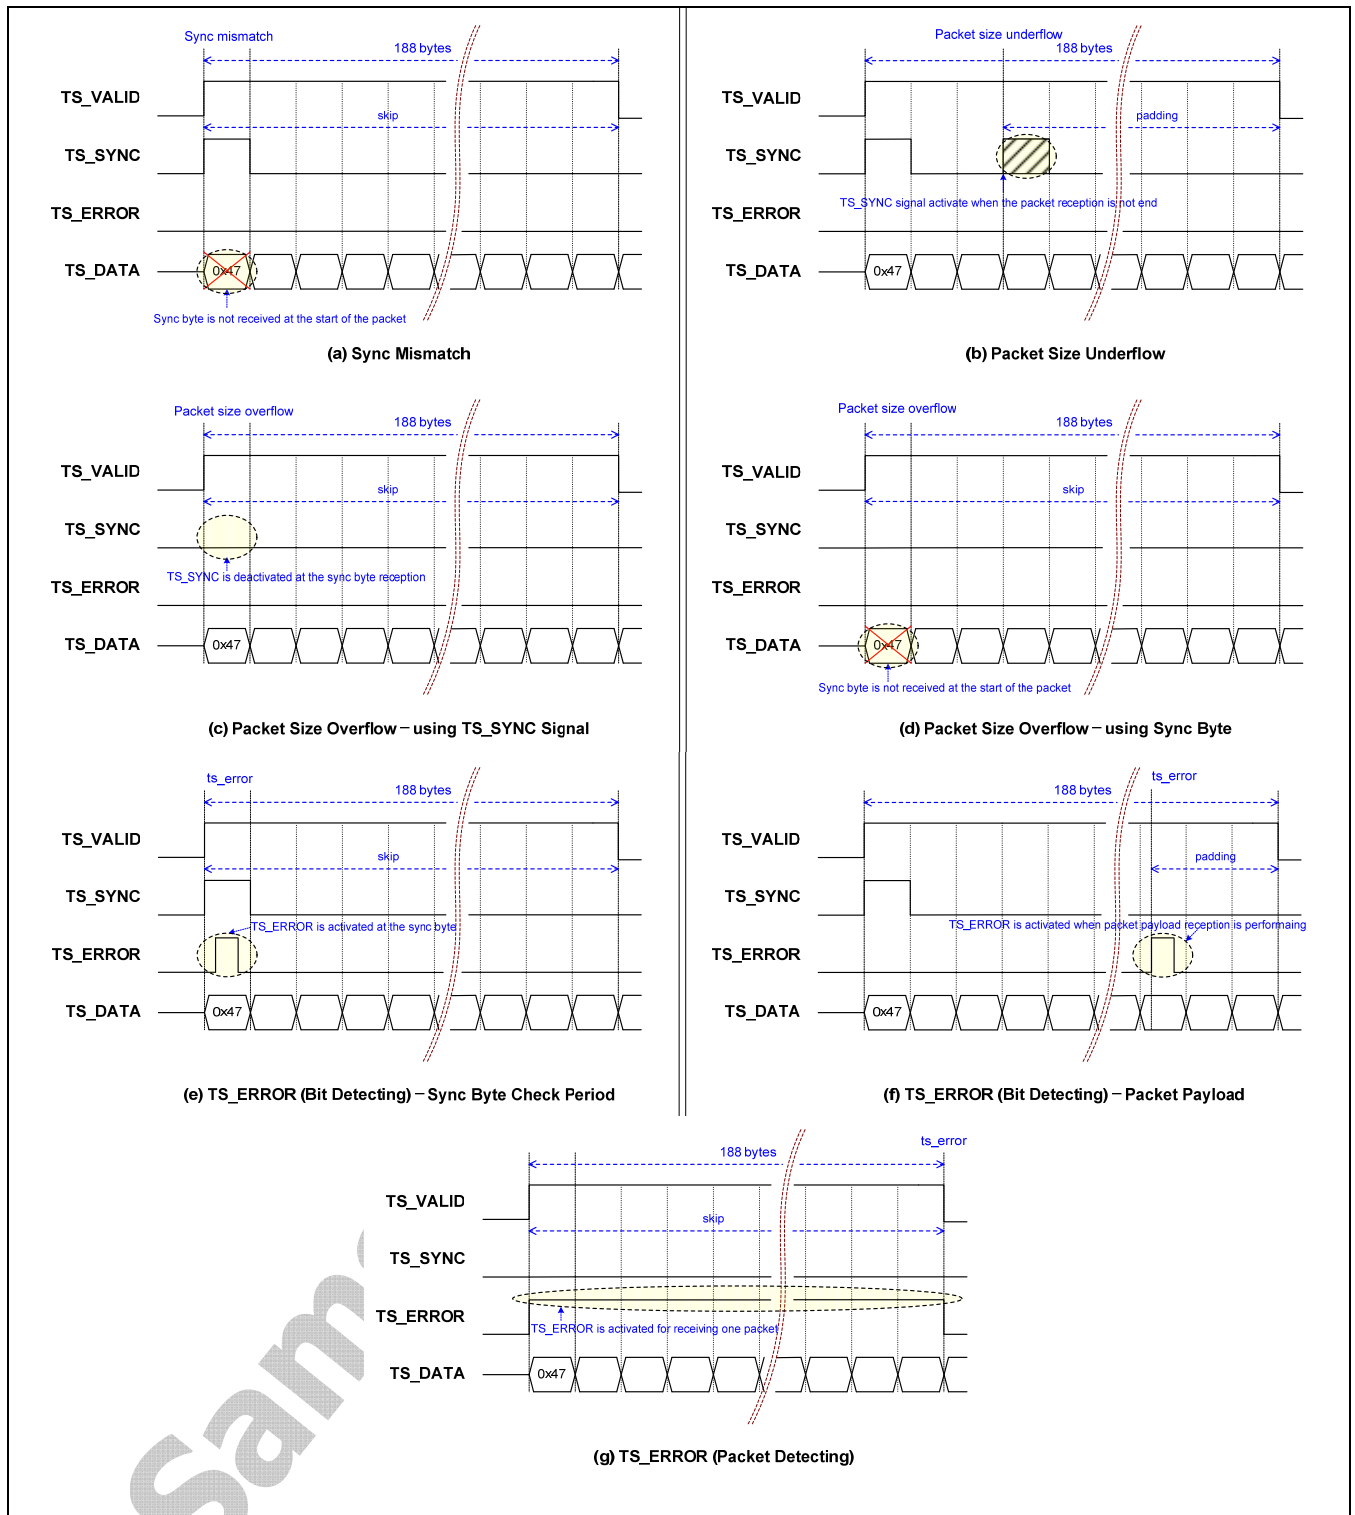 Sync mismatch
188 bytes
TS_VALID
skip
TS_SYNC
TS_ERROR
TS_DATA
0x47
Sync byte is not received at the start of the packet
(a) Sync Mismatch
Packet size underflow
188 bytes
TS_VALID
padding
TS_SYNC
TS_SYNC signal activate when the packet reception is not end
TS_ERROR
TS_DATA
0x47
(b) Packet Size Underflow
Packet size overflow
188 bytes
TS_VALID
skip
TS_SYNC
TS_SYNC is deactivated at the sync byte reception
TS_ERROR
TS_DATA
0x47
(c) Packet Size Overflow – using TS_SYNC Signal
Packet size overflow
188 bytes
TS_VALID
skip
TS_SYNC
TS_ERROR
TS_DATA
0x47
Sync byte is not received at the start of the packet
(d) Packet Size Overflow – using Sync Byte
ts_error
188 bytes
TS_VALID
skip
TS_SYNC
TS_ERROR is activated at the sync byte
TS_ERROR
TS_DATA
0x47
(e) TS_ERROR (Bit Detecting) – Sync Byte Check Period
ts_error
188 bytes
TS_VALID
padding
TS_SYNC
TS_ERROR is activated when packet payload reception is performaing
TS_ERROR
TS_DATA
0x47
(f) TS_ERROR (Bit Detecting) – Packet Payload
ts_error
188 bytes
TS_VALID
skip
TS_SYNC
TS_ERROR
TS_ERROR is activated for receiving one packet
TS_DATA
0x47
(g) TS_ERROR (Packet Detecting)